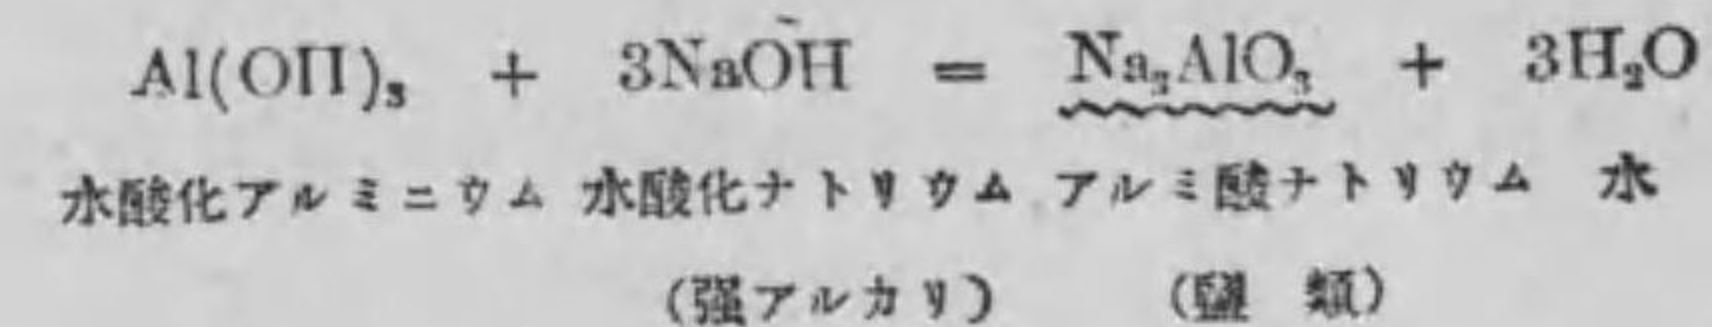 Al(OH)₃ + 3NaOH = Na₃AlO₃ + 3H₂O
水酸化アルミニウム 水酸化ナトリウム アルミ酸ナトリウム 水
(强アルカリ) (鹽 類)